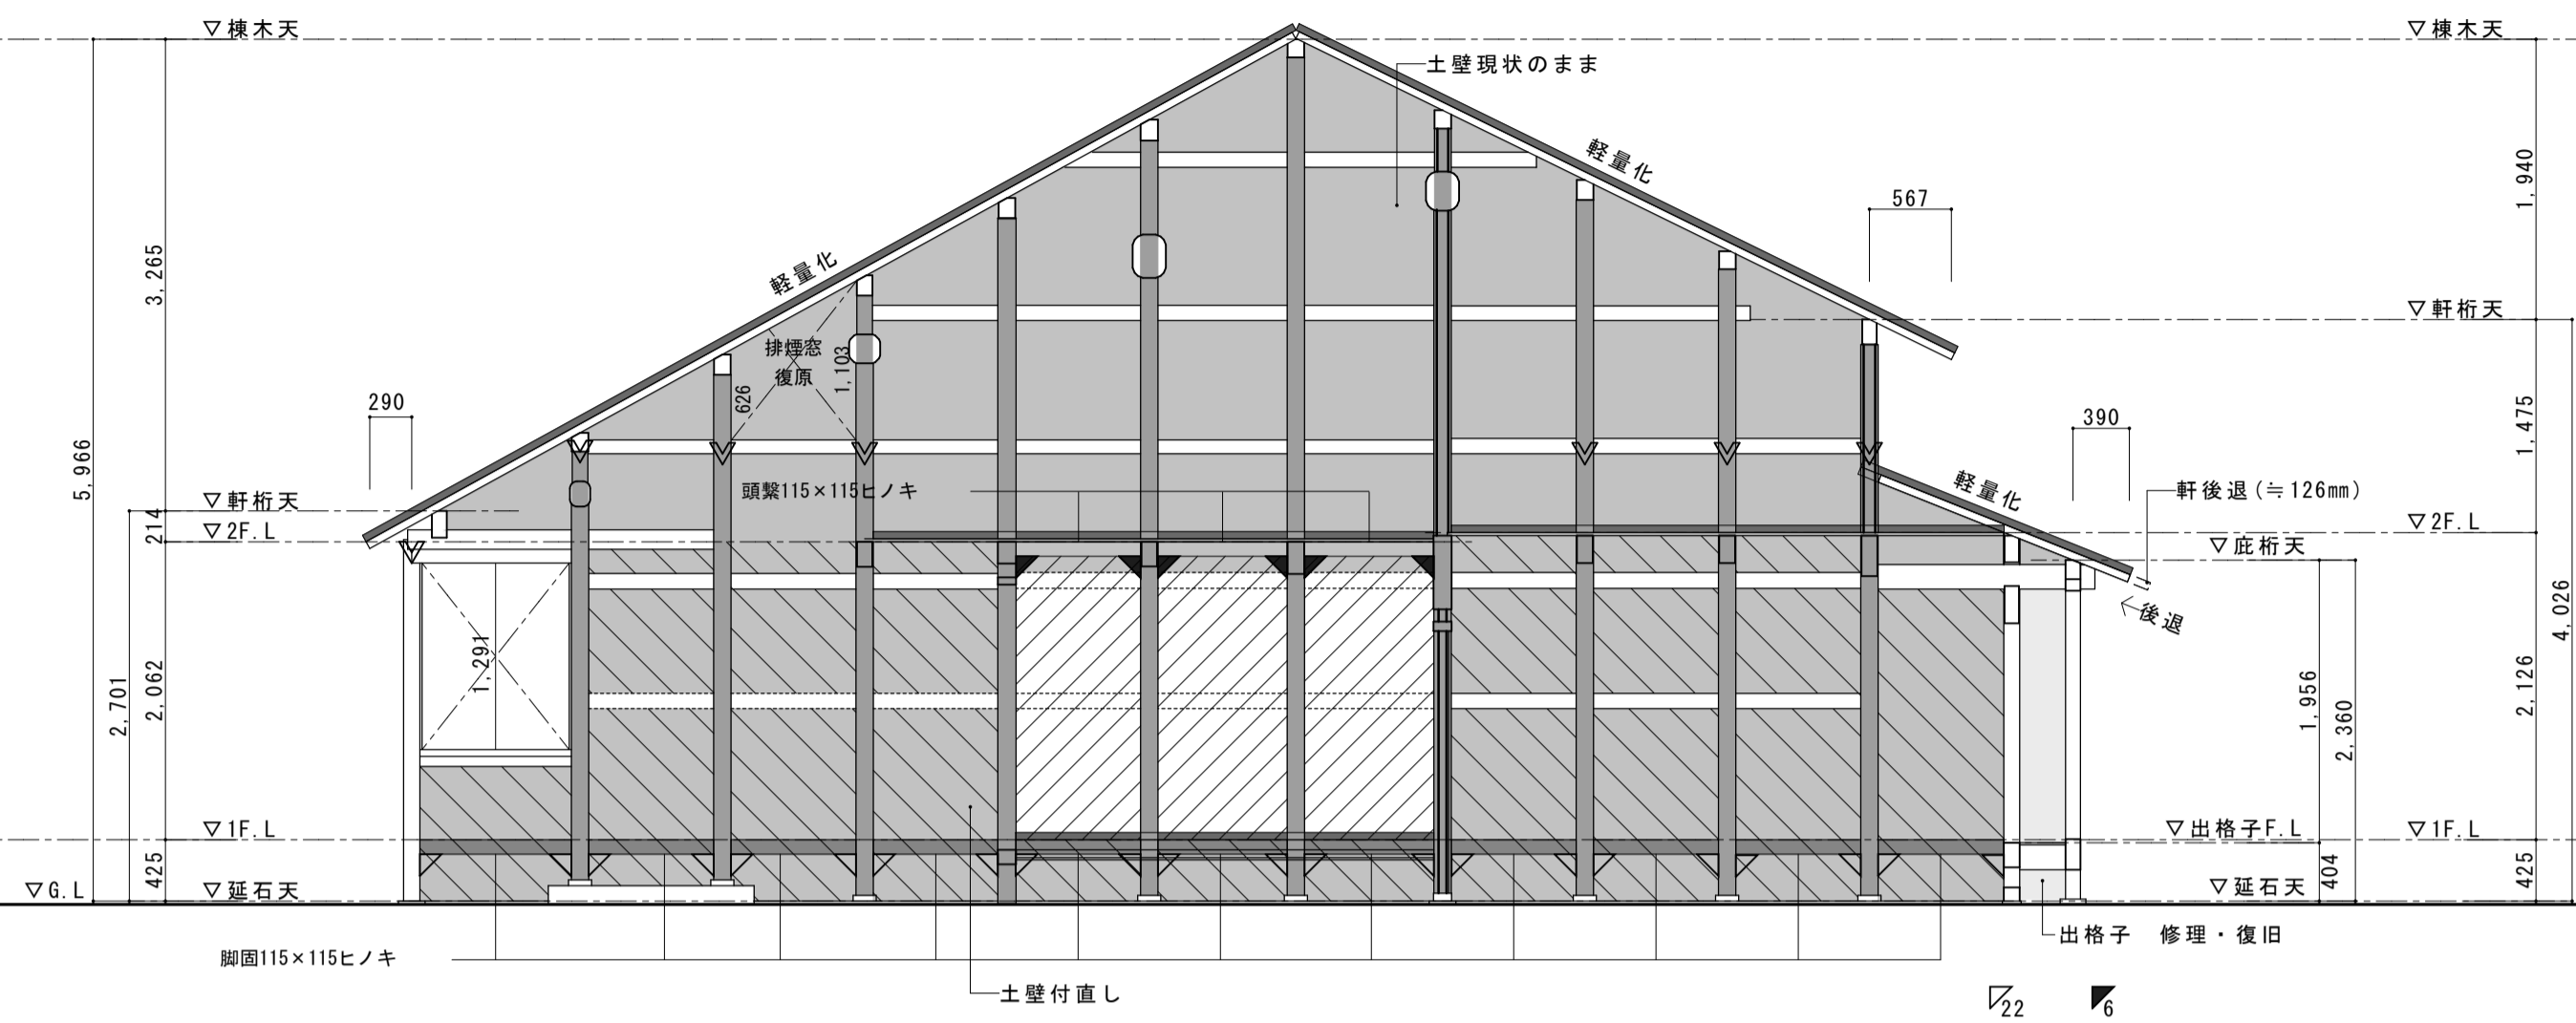 ▽棟木天
▽棟木天
土壁現状のまま
軽量化
1,940
567
3,265
軽量化
▽軒桁天
排煙窓
復原
1,103
626
290
390
1,475
5,966
軽量化
頭繋115×115ヒノキ
軒後退(≒126㎜)
▽軒桁天
214
▽2F.L
▽2F.L
▽庇桁天
←後退
4,026
1,291
2,701
2,062
1,956
2,360
2,126
▽1F.L
▽出格子F.L
▽1F.L
425
404
425
▽G.L
▽延石天
▽延石天
出格子 修理・復旧
脚固115×115ヒノキ
土壁付直し
22
6